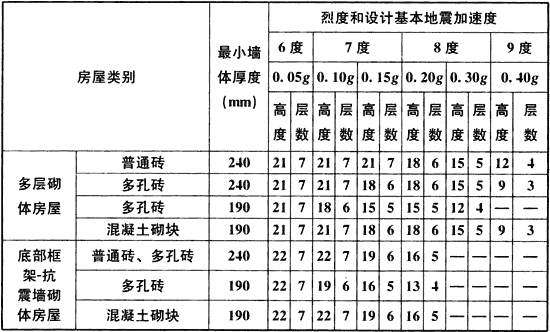 房屋类别 最小墙体厚度(mm) 烈度和设计基本地震加速度
6度 7度 8度 9度
0.05g 0.10g 0.15g 0.20g 0.30g 0.40g
高度 层数 高度 层数 高度 层数 高度 层数 高度 层数 高度 层数
多层砌体房屋 普通砖 240 21 7 21 7 21 7 18 6 15 5 12 4
多孔砖 240 21 7 21 7 18 6 18 6 15 5 9 3
多孔砖 190 21 7 18 6 15 5 15 5 12 4 — —
混凝土砌块 190 21 7 21 7 18 6 18 6 15 5 9 3
底部框架-抗震墙砌体房屋 普通砖、多孔砖 240 22 7 22 7 19 6 16 5 — — — —
多孔砖 190 22 7 19 6 16 5 13 4 — — — —
混凝土砌块 190 22 7 22 7 19 6 16 5 — — — —